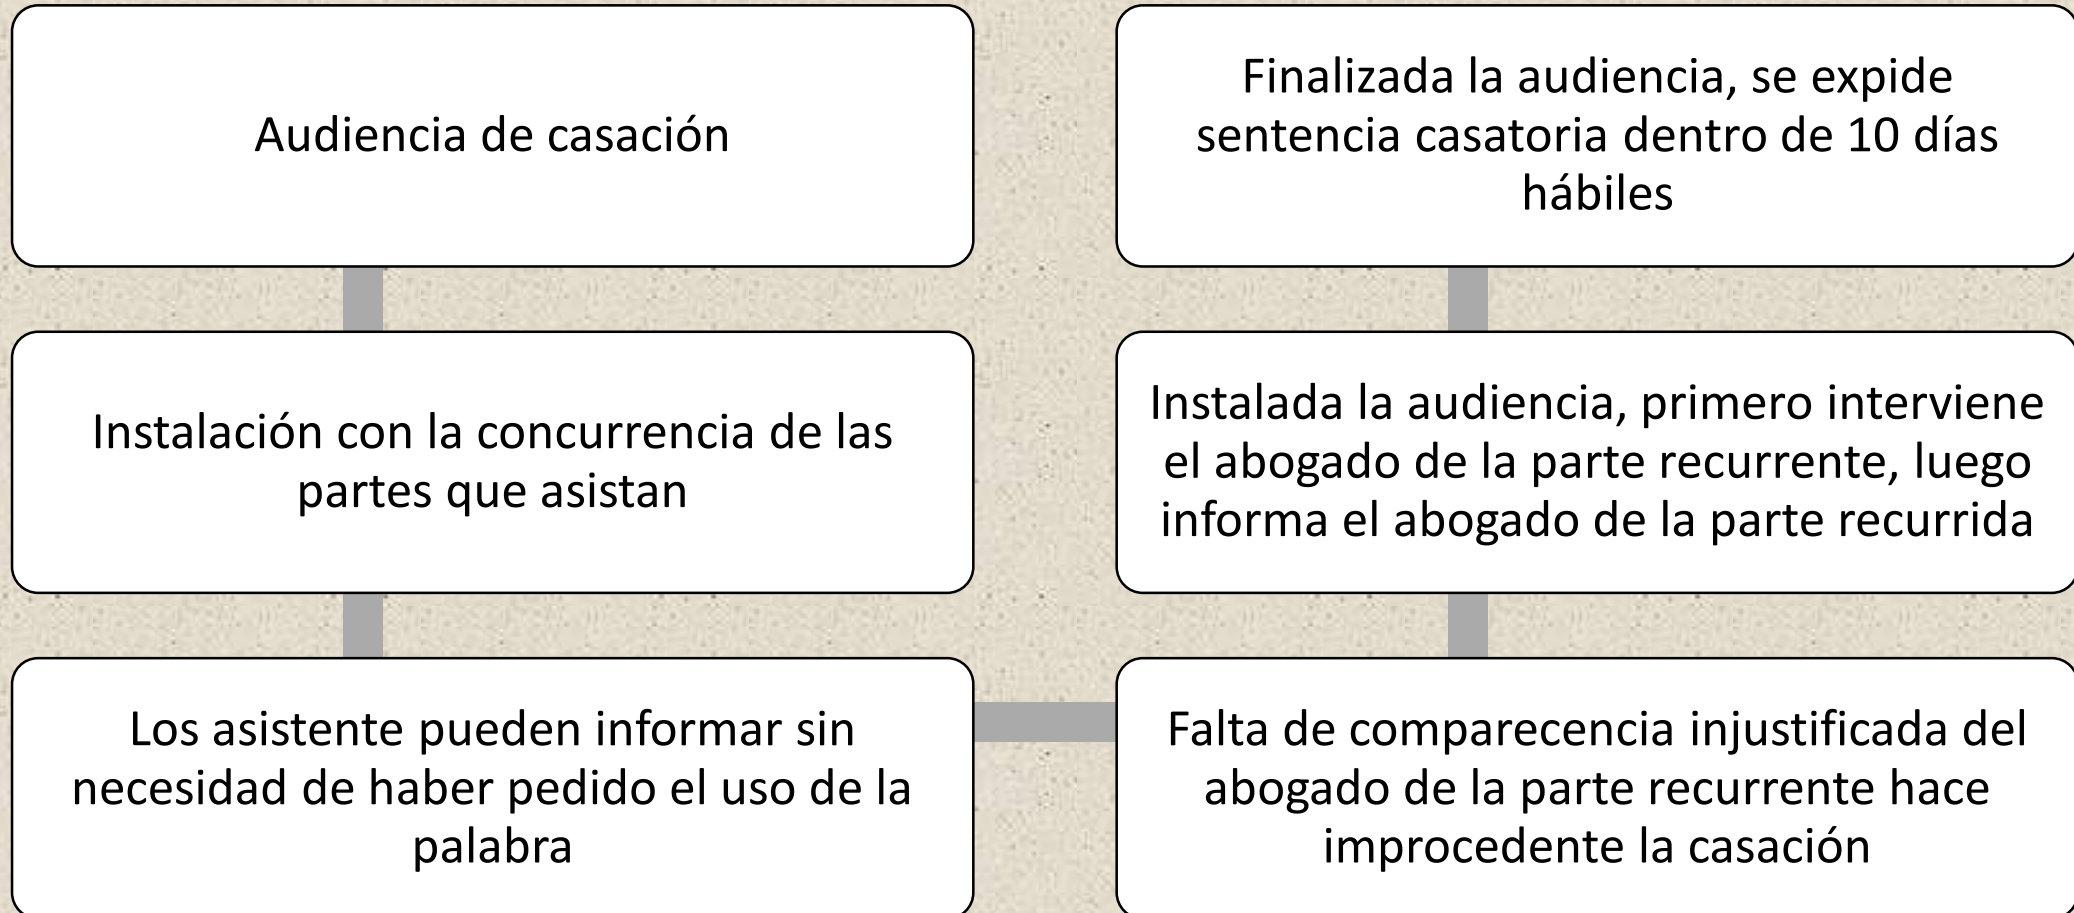 Audiencia de casación
Instalación con la concurrencia de las
partes que asistan
Los asistente pueden informar sin
necesidad de haber pedido el uso de la
palabra
Falta de comparecencia injustificada del
abogado de la parte recurrente hace
improcedente la casación
Instalada la audiencia, primero interviene
el abogado de la parte recurrente, luego
informa el abogado de la parte recurrida
Finalizada la audiencia, se expide
sentencia casatoria dentro de 10 días
hábiles